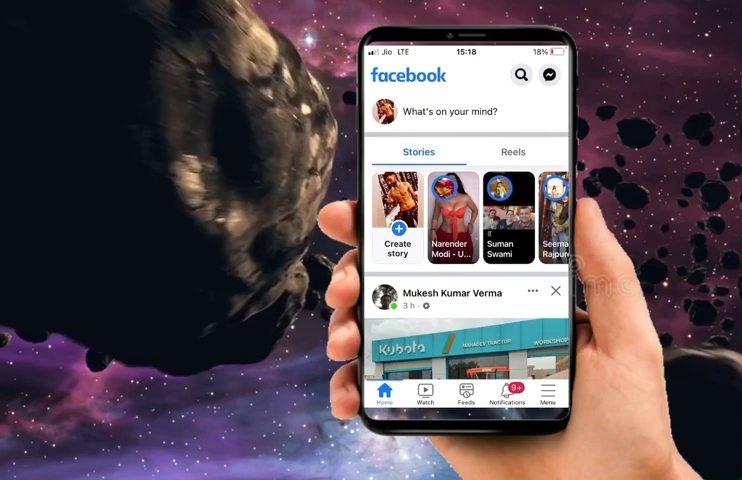 Jio LTE 15:18 18%
facebook
What's on your mind?
Stories Reels
Create
story
Narender
Modi - U...
Suman
Swami
Seema
Rajpur
Mukesh Kumar Verma
3 h
Kubota MAHADEV TRACTOR WORKSHOP
9+
Home Watch Feeds Notifications Menu